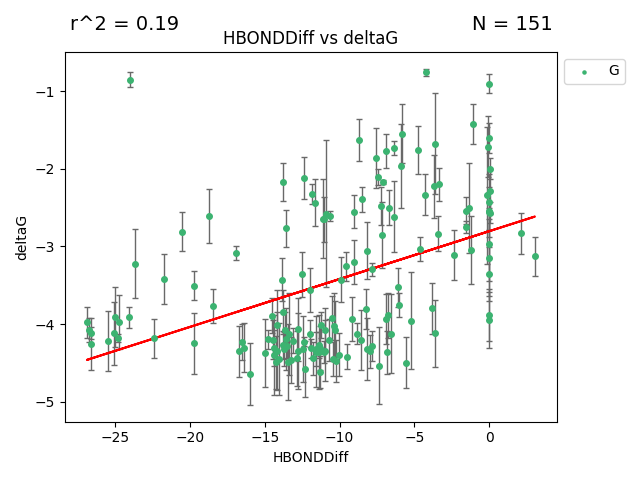 r^2 = 0.19
N = 151
HBONDDiff vs deltaG
G
deltaG
−1
−2
−3
−4
−5
−25
−20
−15
−10
−5
0
HBONDDiff